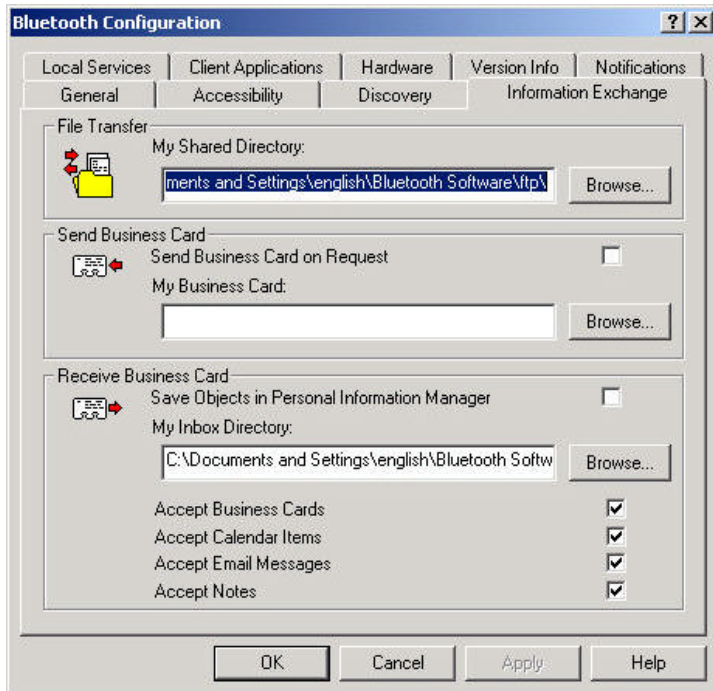 Bluetooth Configuration
Local Services Client Applications Hardware Version Info Notifications
General Accessibility Discovery Information Exchange
File Transfer
My Shared Directory:
ments and Settings\english\Bluetooth Software\ftp\
Browse...
Send Business Card
Send Business Card on Request
My Business Card:
Browse...
Receive Business Card
Save Objects in Personal Information Manager
My Inbox Directory:
C:\Documents and Settings\english\Bluetooth Softw
Browse...
Accept Business Cards
Accept Calendar Items
Accept Email Messages
Accept Notes
OK Cancel Apply Help